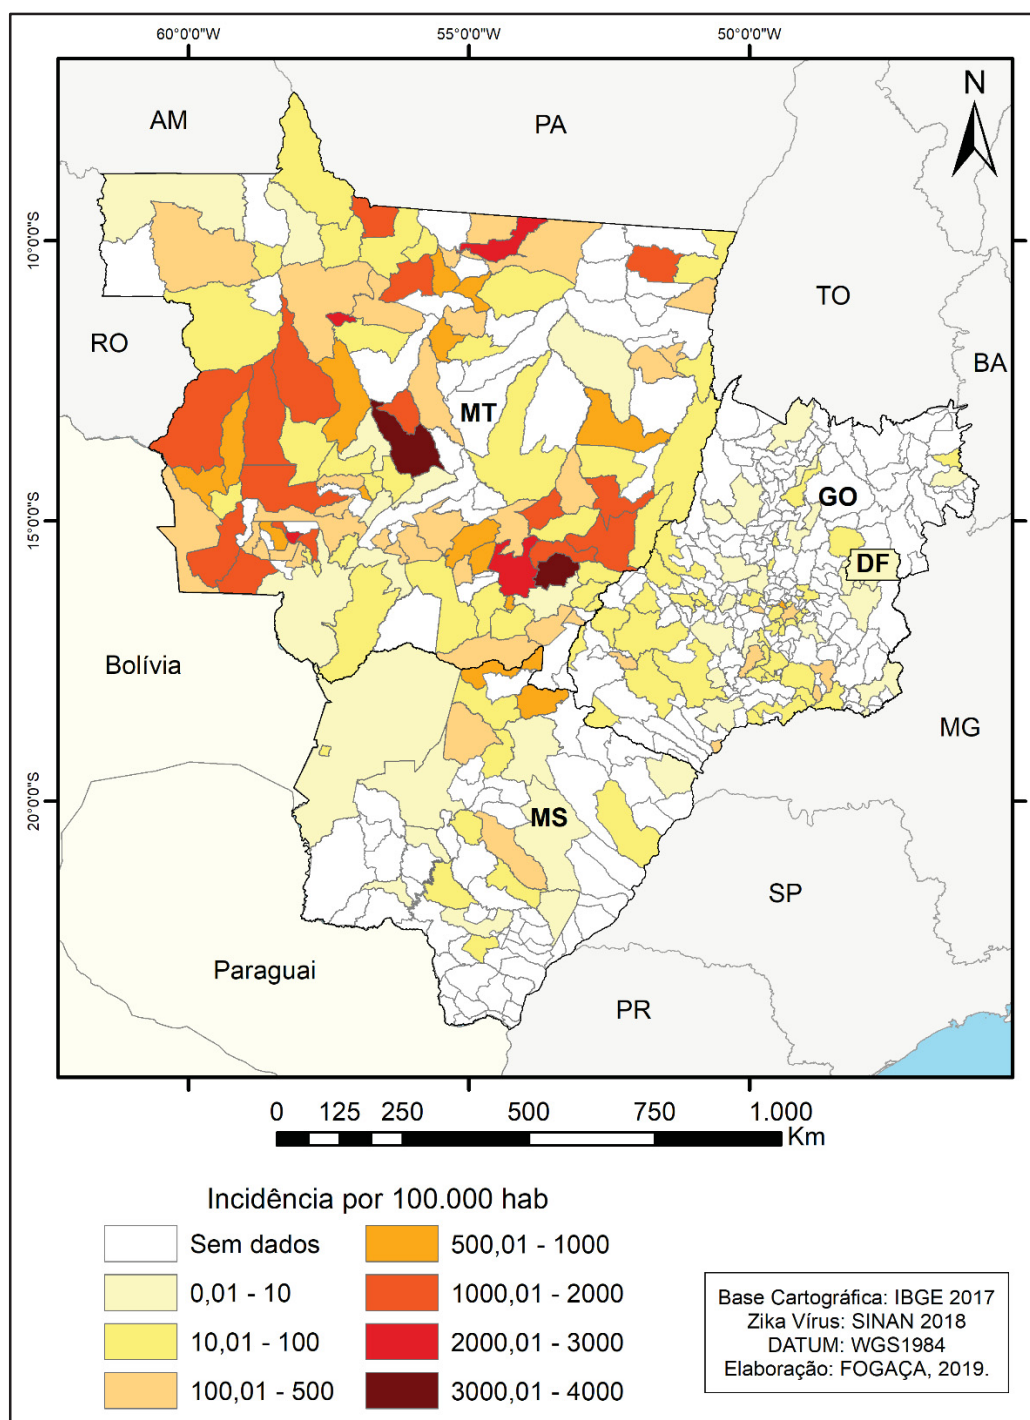 60°0'0"W 55°0'0"W 50°0'0"W
N
AM
PA
10°0'0"S
TO
RO
BA
MT
15°0'0"S
GO
DF
Bolívia
MG
20°0'0"S
MS
SP
Paraguai
PR
0 125 250 500 750 1.000
Km
Incidência por 100.000 hab
Sem dados
0,01 - 10
10,01 - 100
100,01 - 500
500,01 - 1000
1000,01 - 2000
2000,01 - 3000
3000,01 - 4000
Base Cartográfica: IBGE 2017
Zika Vírus: SINAN 2018
DATUM: WGS1984
Elaboração: FOGAÇA, 2019.